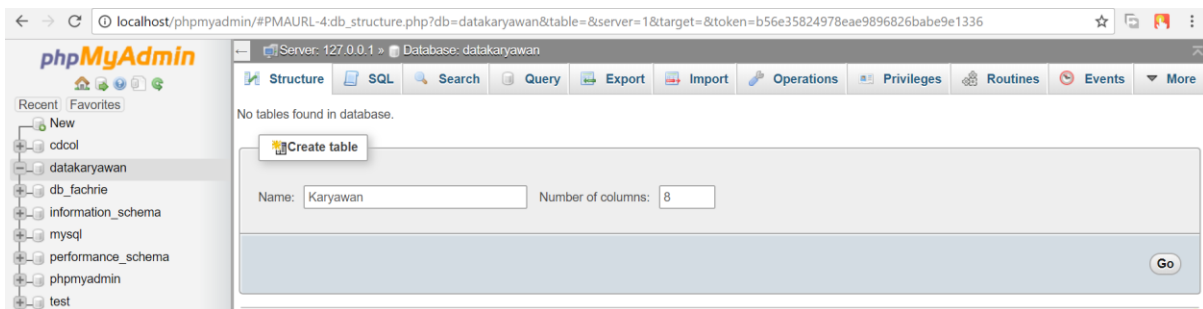 localhost/phpmyadmin/#PMAURL-4:db_structure.php?db=datakaryawan&table=&server=1&target=&token=b56e35824978eae9896826babe9e1336
phpMyAdmin
Recent Favorites
New
cdcol
datakaryawan
db_fachrie
information_schema
mysql
performance_schema
phpmyadmin
test
Server: 127.0.0.1 » Database: datakaryawan
Structure SQL Search Query Export Import Operations Privileges Routines Events More
No tables found in database.
Create table
Name: Karyawan Number of columns: 8
Go